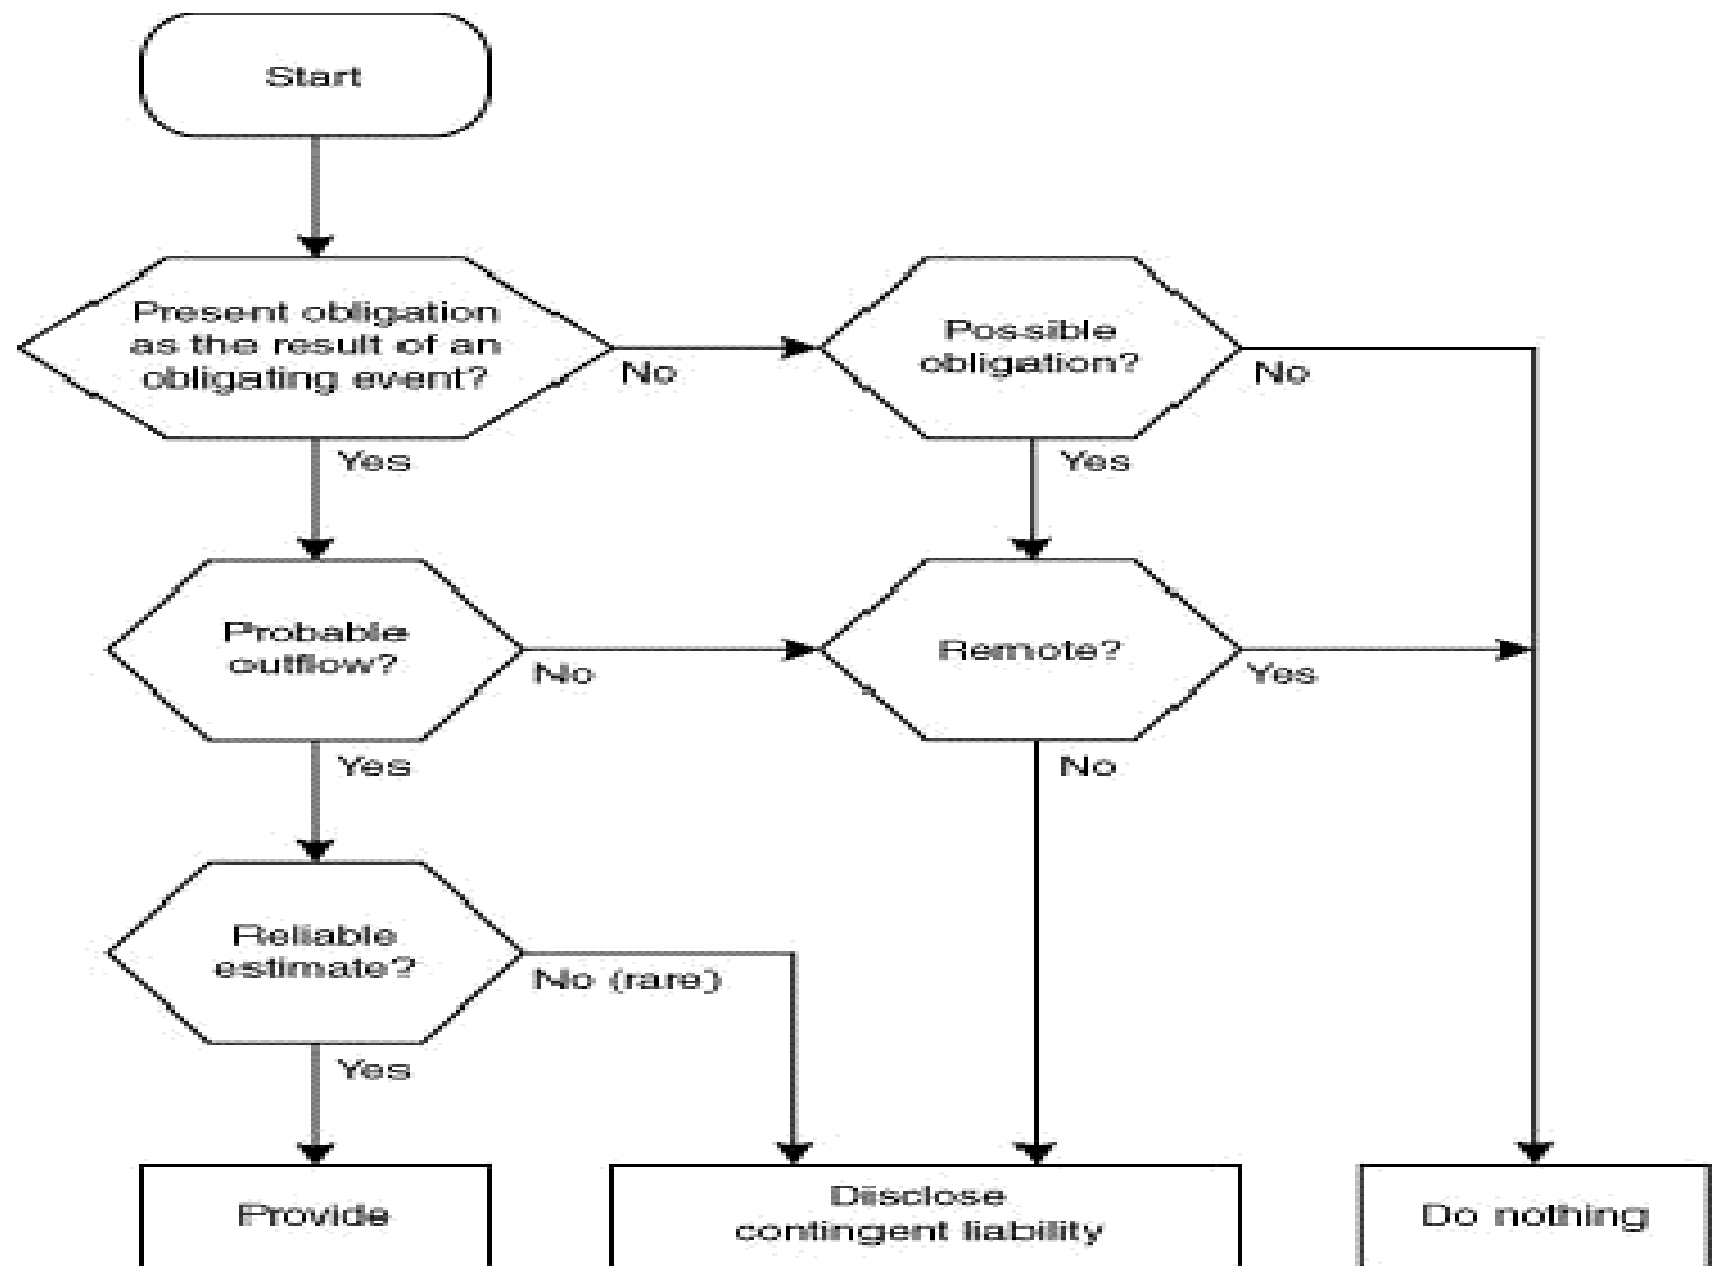 Start
Present obligation
as the result of an
obligating event?
No
Possible
obligation?
No
Yes
Yes
Probable
outflow?
No
Remote?
Yes
Yes
No
Reliable
estimate?
No (rare)
Yes
Provide
Disclose
contingent liability
Do nothing